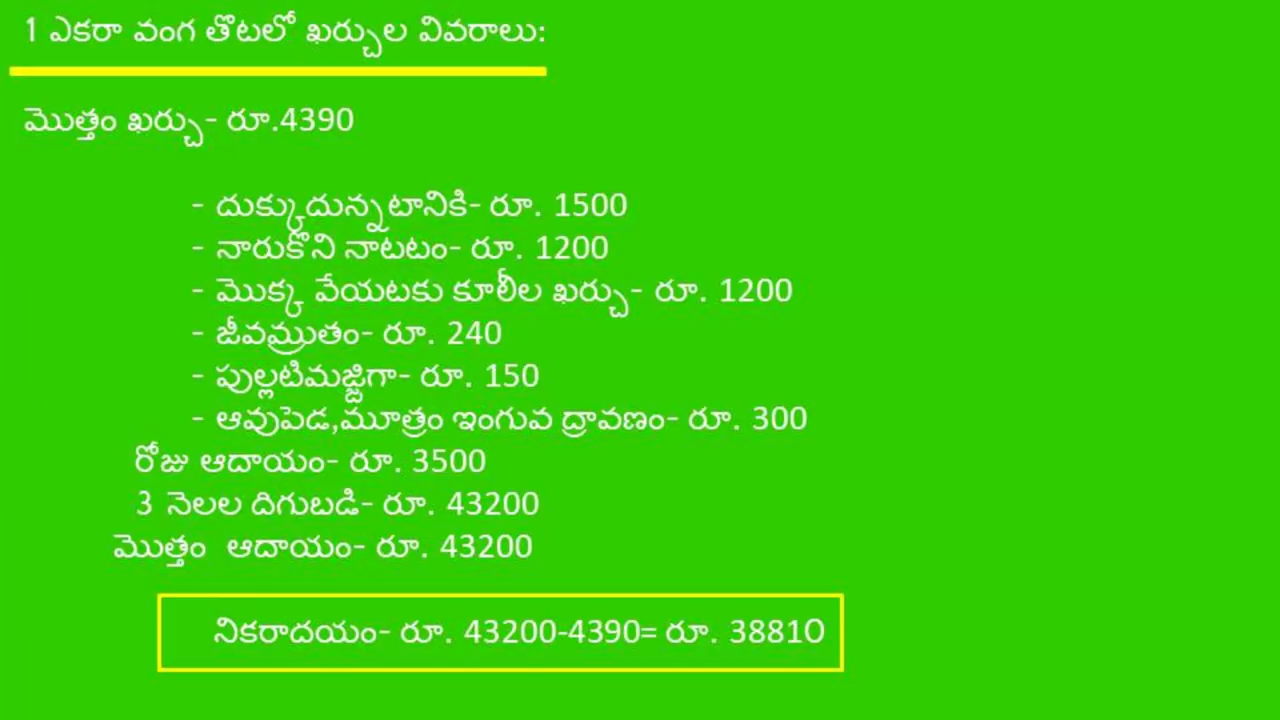 1 ఎకరా వంగ తొటలో ఖర్చుల వివరాలు:
మొత్తం ఖర్చు- రూ.4390
- దుక్కుదున్నటానికి- రూ. 1500
- నారుకొని నాటటం- రూ. 1200
- మొక్క వేయటకు కూలీల ఖర్చు- రూ. 1200
- జీవమ్రుతం- రూ. 240
- పుల్లటిమజ్జిగా- రూ. 150
- ఆవుపెడ,మూత్రం ఇంగువ ద్రావణం- రూ. 300
రోజు ఆదాయం- రూ. 3500
3 నెలల దిగుబడి- రూ. 43200
మొత్తం ఆదాయం- రూ. 43200
నికరాదయం- రూ. 43200-4390= రూ. 38810